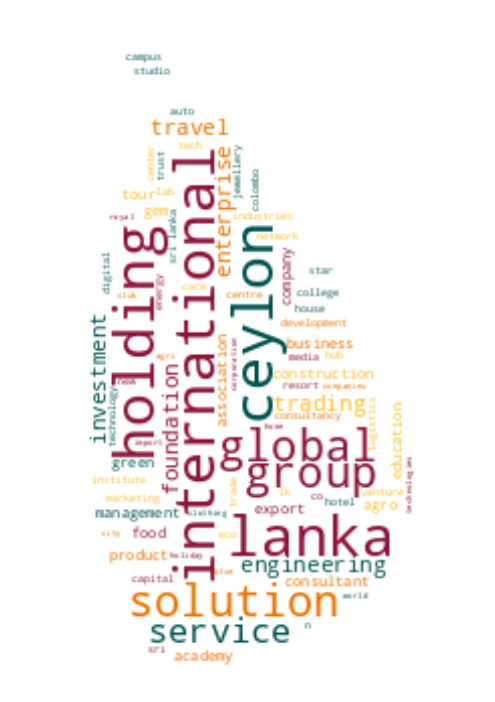 campus
studio
auto
travel
tech
center
trust
jewellery
colombo
enterprise
international
tour
lab
gem
royal
sri lanka
industries
network
holding
ceylon
company
digital
energy
care
club
centre
star
college
house
development
investment
association
corporation
business
media
hub
agri
construction
new
foundation
resort
companies
technology
trading
consultancy
logistics
home
import
global
education
green
group
technologies
institute
trade
lk
co
venture
marketing
hotel
agro
management
clothing
export
city
food
eco
lanka
product
holiday
engineering
blue
capital
consultant
solution
world
service
n
sri
academy